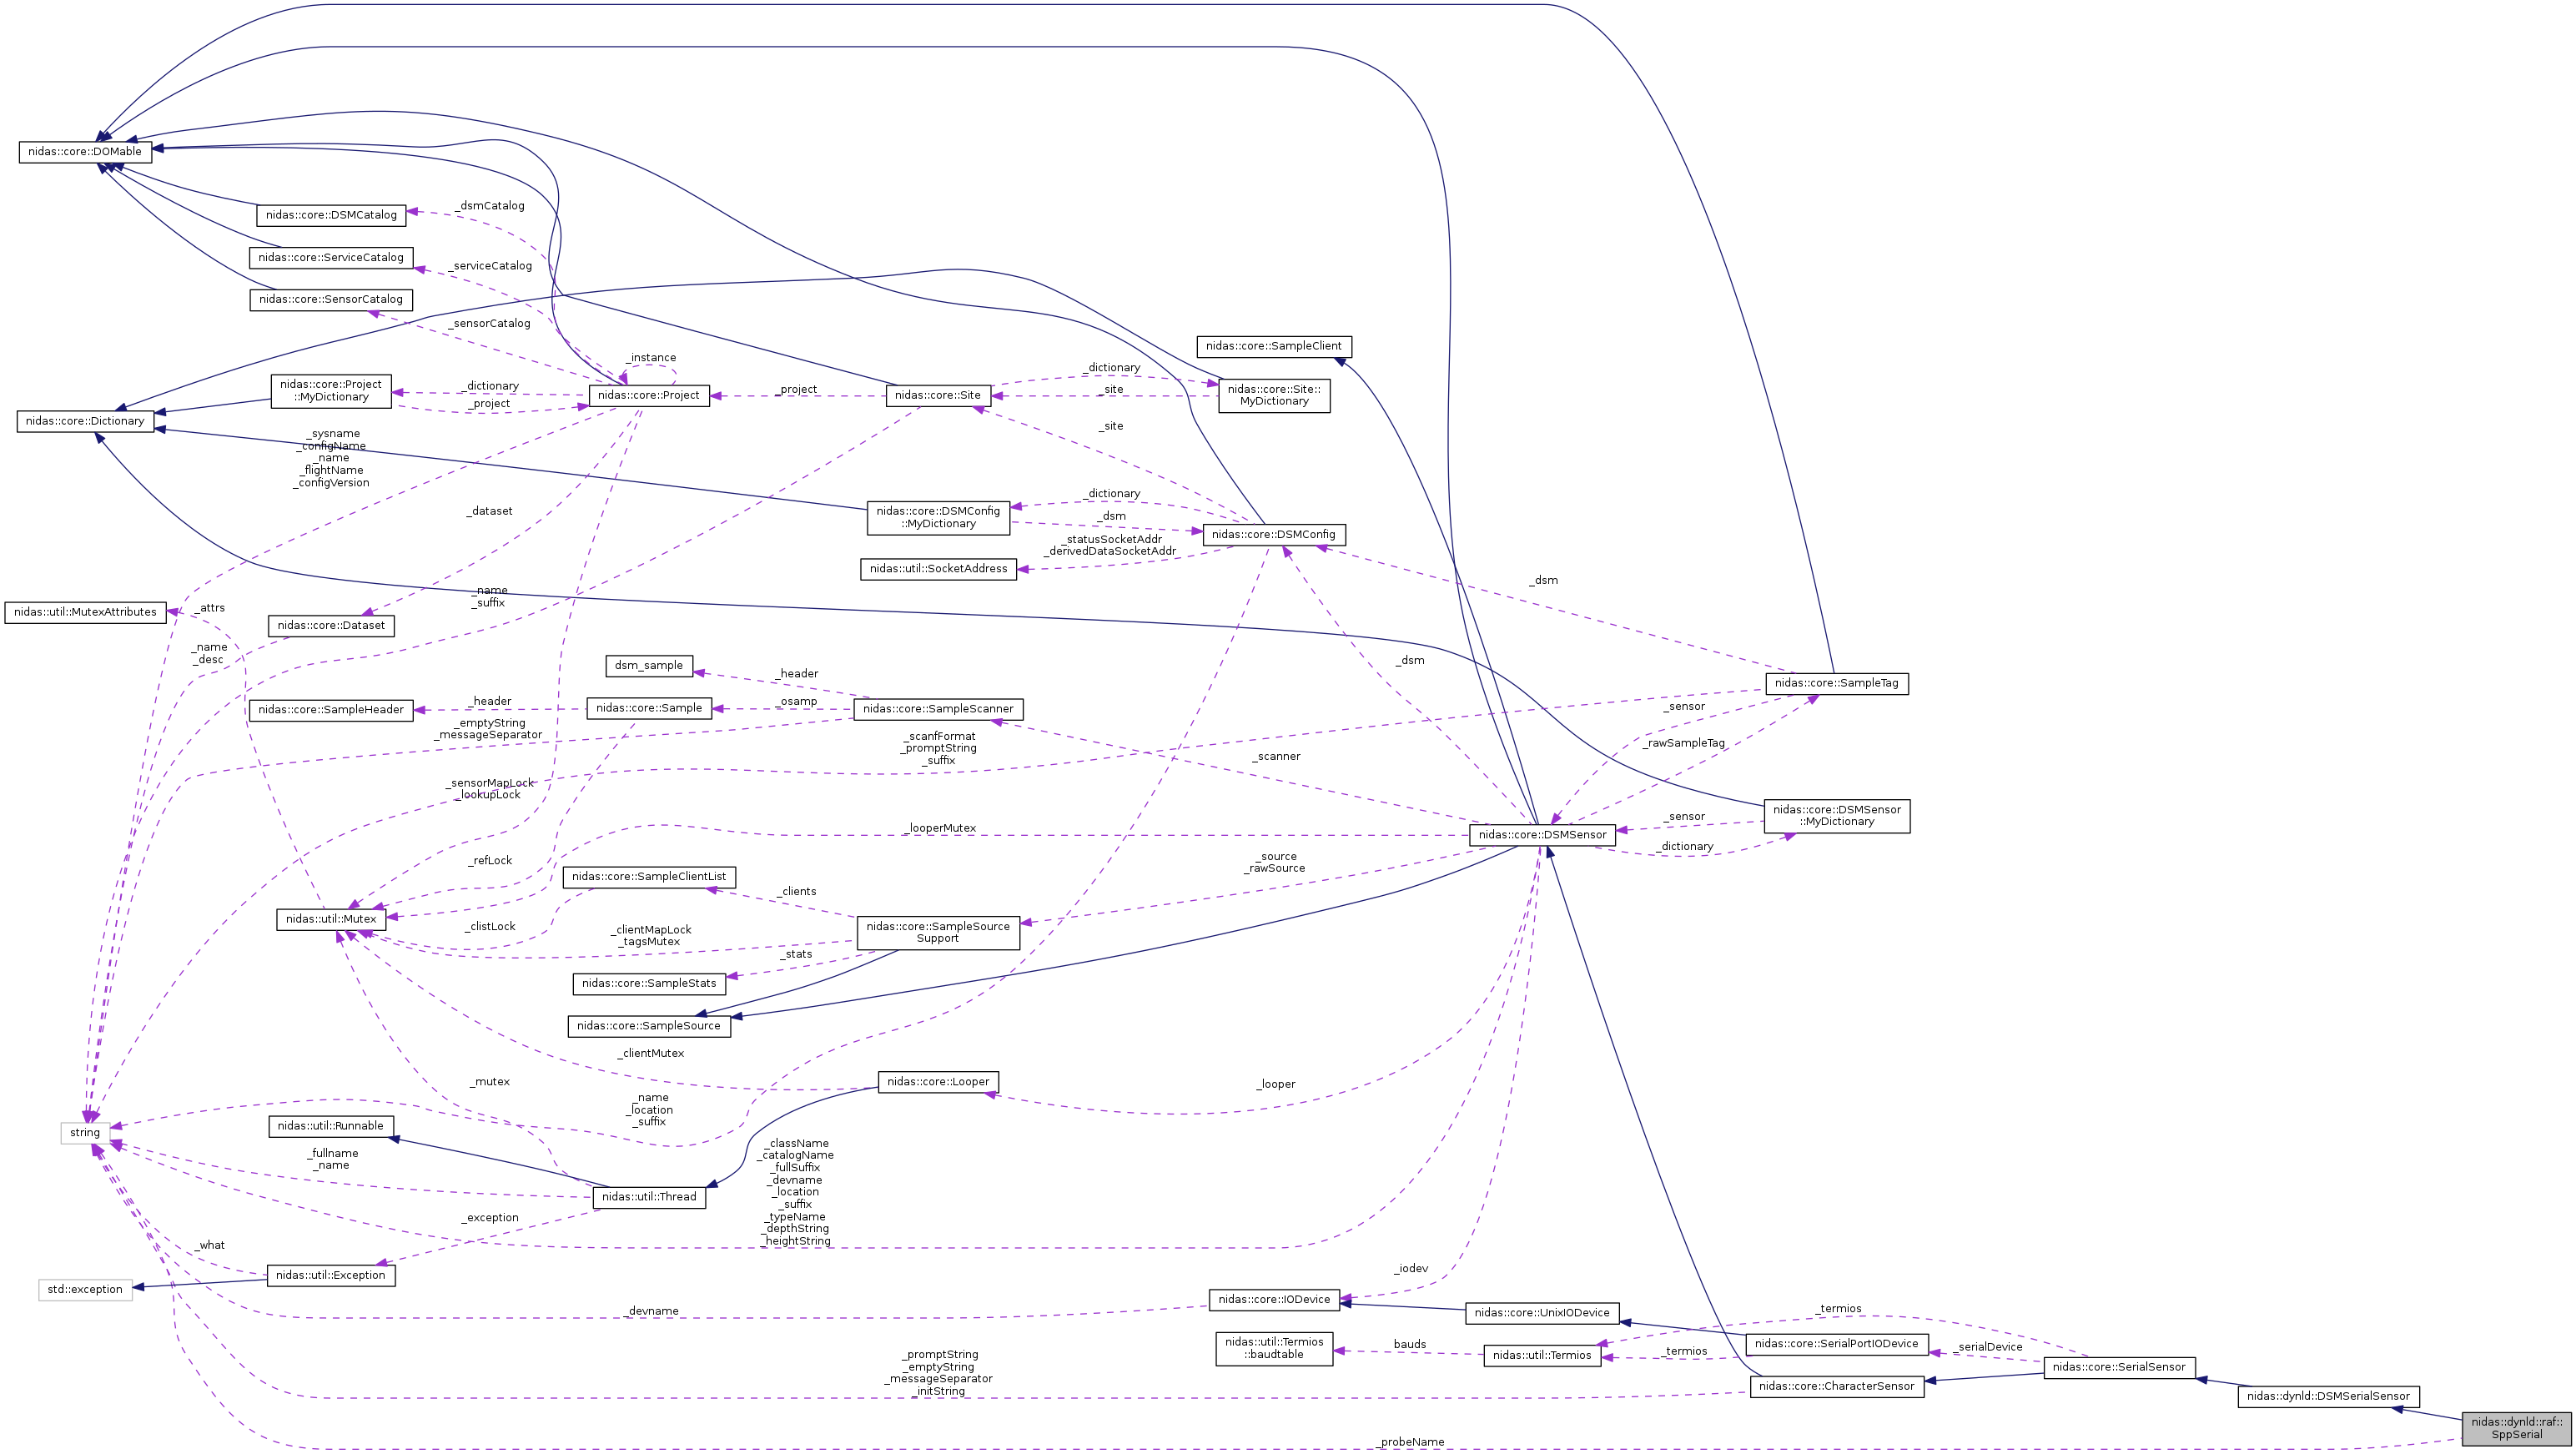 nidas::core::DOMable
nidas::core::DSMCatalog
_dsmCatalog
nidas::core::ServiceCatalog
_serviceCatalog
nidas::core::SensorCatalog
_sensorCatalog
_instance
nidas::core::SampleClient
nidas::core::Project
::MyDictionary
_dictionary
_project
nidas::core::Project
_project
nidas::core::Site
_dictionary
_site
nidas::core::Site::
MyDictionary
nidas::core::Dictionary
_sysname
_configName
_name
_flightName
_configVersion
_site
_dataset
nidas::core::DSMConfig
::MyDictionary
_dictionary
_dsm
nidas::core::DSMConfig
_statusSocketAddr
_derivedDataSocketAddr
nidas::util::SocketAddress
_dsm
nidas::util::MutexAttributes
_attrs
_name
_suffix
nidas::core::Dataset
_name
_desc
dsm_sample
_header
_dsm
nidas::core::SampleTag
nidas::core::SampleHeader
_header
nidas::core::Sample
_osamp
nidas::core::SampleScanner
_sensor
_emptyString
_messageSeparator
_scanfFormat
_promptString
_suffix
_rawSampleTag
_scanner
_sensorMapLock
_lookupLock
nidas::core::DSMSensor
::MyDictionary
_sensor
_dictionary
_looperMutex
nidas::core::DSMSensor
_refLock
_source
_rawSource
nidas::core::SampleClientList
_clients
nidas::util::Mutex
_clistLock
_clientMapLock
_tagsMutex
nidas::core::SampleSource
Support
_stats
nidas::core::SampleStats
nidas::core::SampleSource
_clientMutex
_mutex
nidas::core::Looper
_looper
_name
_location
_suffix
string
nidas::util::Runnable
_fullname
_name
_className
_catalogName
_fullSuffix
_devname
_location
_suffix
_typeName
_depthString
_heightString
nidas::util::Thread
_exception
_what
nidas::util::Exception
std::exception
_iodev
_devname
nidas::core::IODevice
nidas::core::UnixIODevice
_termios
nidas::util::Termios
::baudtable
bauds
nidas::util::Termios
_termios
nidas::core::SerialPortIODevice
_serialDevice
nidas::core::SerialSensor
_promptString
_emptyString
_messageSeparator
_initString
nidas::core::CharacterSensor
nidas::dynld::DSMSerialSensor
nidas::dynld::raf::
SppSerial
_probeName